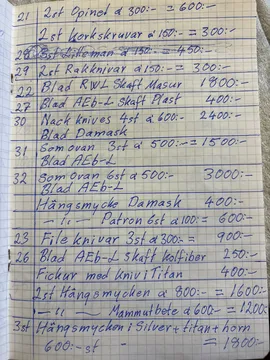 21 2st Opinel a 300:- = 600:-
2st Korkskruvar a 150:- = 300:-
28 3st Lilleman a 150:- = 450:-
29 2st Rakknivar a 150:- = 300:-
22 Blad RWL Skaft Masur 1800:-
27 Blad AEb-L Skaft Plast 400:-
30 Nack knives 4st a 600:- 2400:-
Blad Damask
31 Som ovan 3st a 500:- = 1500:-
Blad AEb-L
32 Som ovan 6st a 500:- 3000:-
Blad AEb-L
Hängsmycke Damask 400:-
- 11 - Patron 6st a 100:= 600:-
23 File knivar 3st a 300:- = 900:-
26 Blad AEb-L Skaft Kolfiber 250:-
Fickur med Kniv i Titan 400:-
2st Hängsmycken a 800:- = 1600:-
- 11 - Mammutbete a 600:- = 1200:-
3st Hängsmycken i Silver + titan + horn
600:-st - = 1800:-